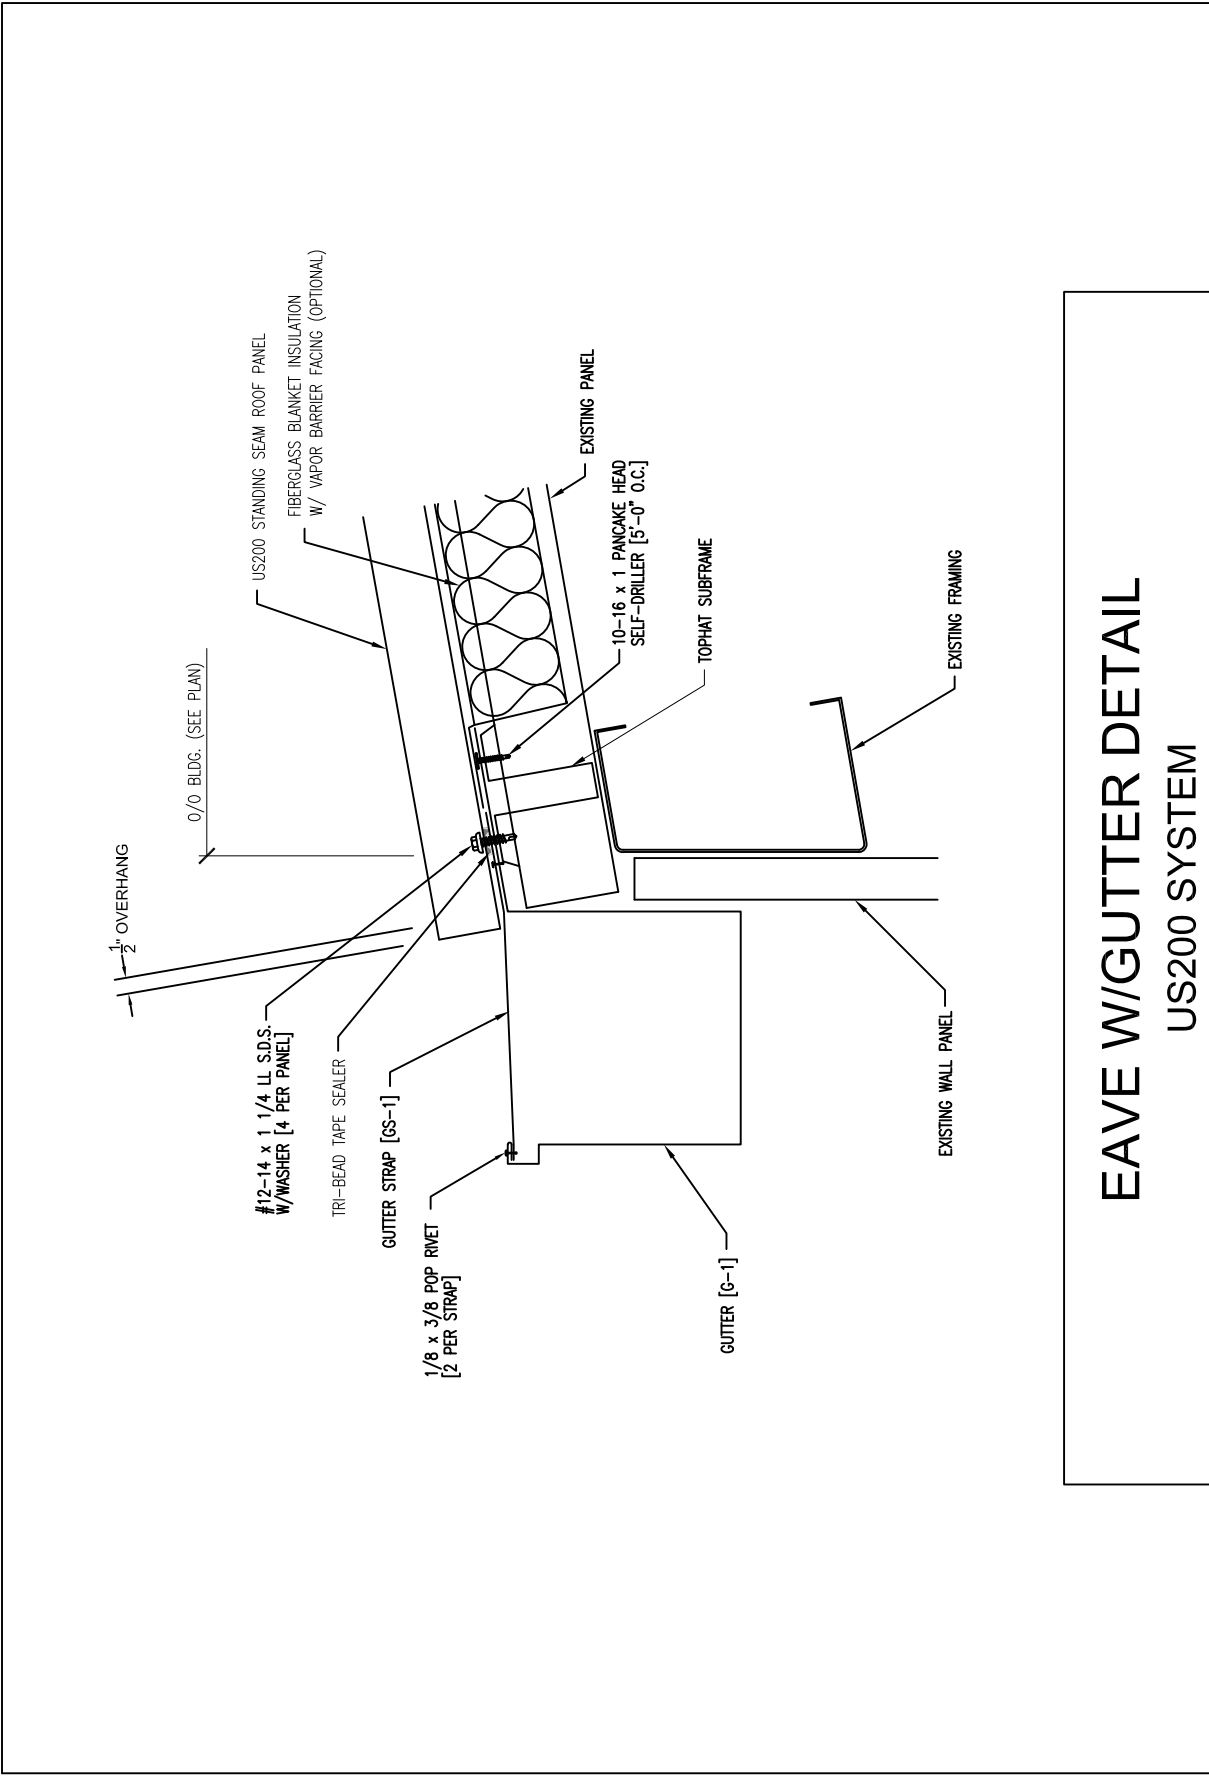 1/2" OVERHANG
O/O BLDG. (SEE PLAN)
US200 STANDING SEAM ROOF PANEL
FIBERGLASS BLANKET INSULATION
W/ VAPOR BARRIER FACING (OPTIONAL)
#12-14 x 1 1/4 LL S.D.S.
W/WASHER [4 PER PANEL]
TRI-BEAD TAPE SEALER
GUTTER STRAP [GS-1]
1/8 x 3/8 POP RIVET
[2 PER STRAP]
EXISTING PANEL
10-16 x 1 PANCAKE HEAD
SELF-DRILLER [5'-0" O.C.]
TOPHAT SUBFRAME
GUTTER [G-1]
EXISTING WALL PANEL
EXISTING FRAMING
EAVE W/GUTTER DETAIL
US200 SYSTEM